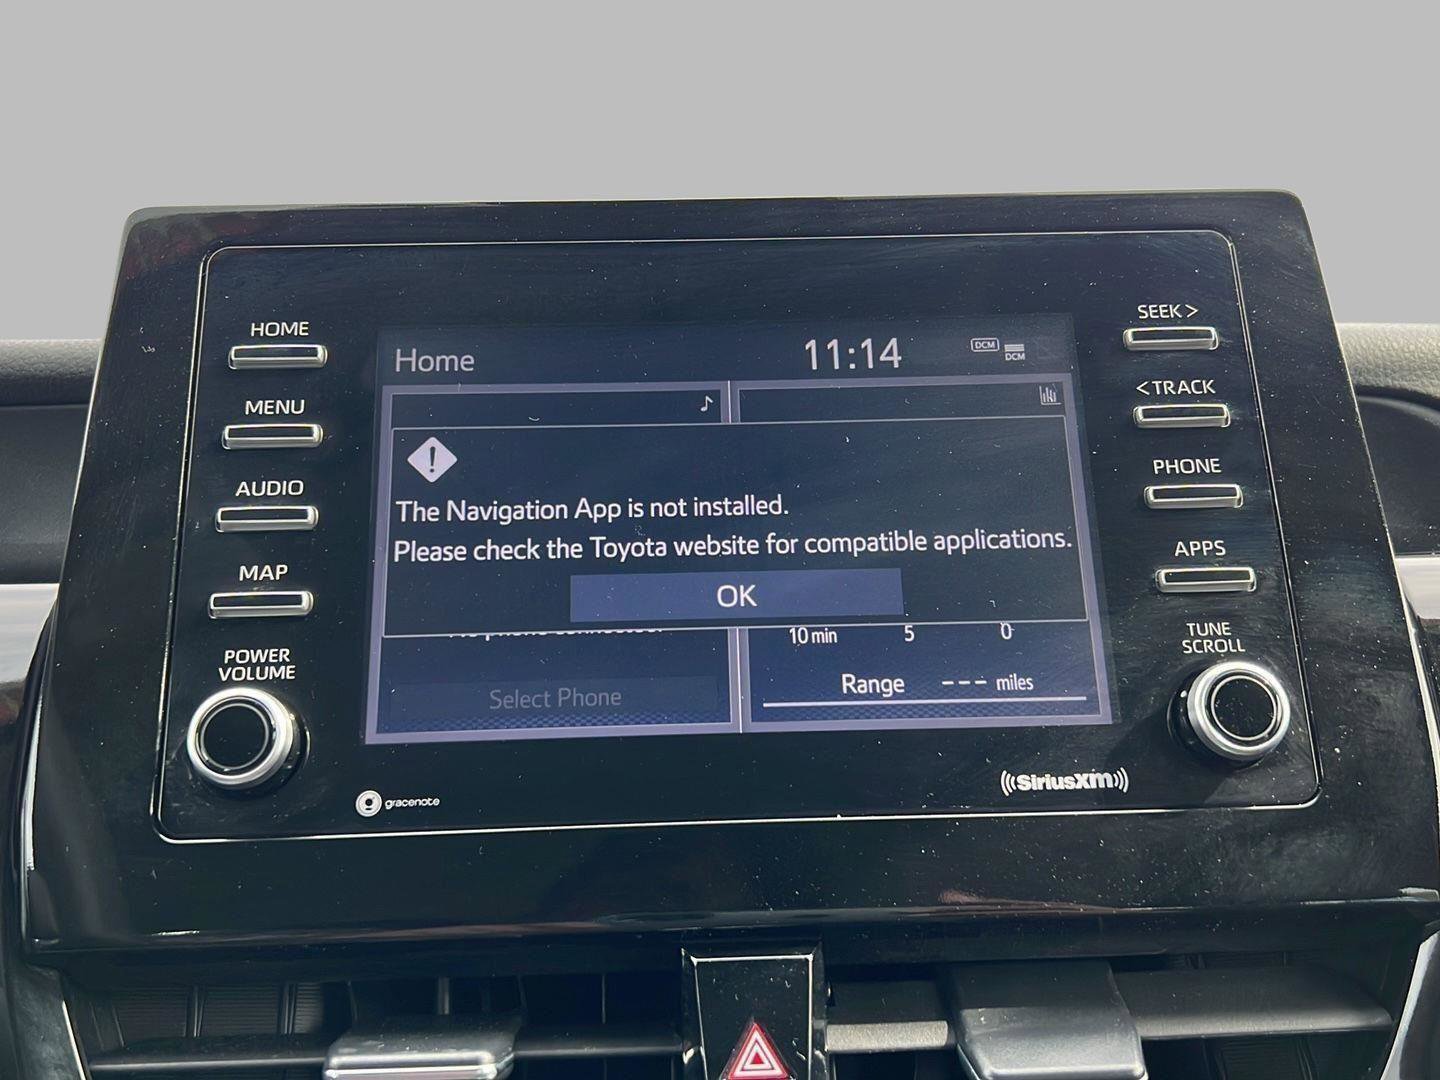 HOME
MENU
AUDIO
MAP
POWER
VOLUME
Home
11:14
DCM
DCM
!
The Navigation App is not installed.
Please check the Toyota website for compatible applications.
OK
10 min 5 0
Select Phone
Range --- miles
SEEK >
< TRACK
PHONE
APPS
TUNE
SCROLL
gracenote
SiriusXM